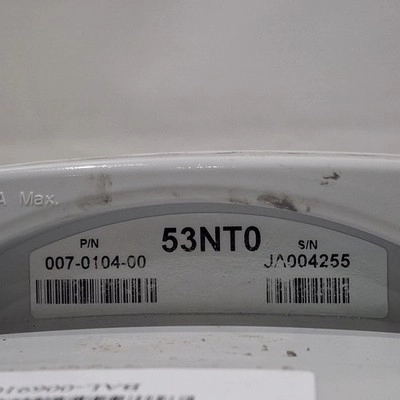 A Max.
P/N 53NT0 S/N
007-0104-00 JA004255